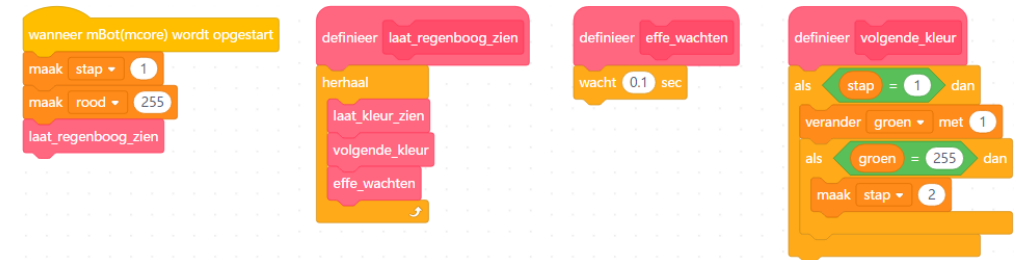 wanneer mBot(mcore) wordt opgestart
maak stap 1
maak rood 255
laat_regenboog_zien
definieer laat_regenboog_zien
herhaal
laat_kleur_zien
volgende_kleur
effe_wachten
definieer effe_wachten
wacht 0.1 sec
definieer volgende_kleur
als stap = 1 dan
verander groen met 1
als groen = 255 dan
maak stap 2